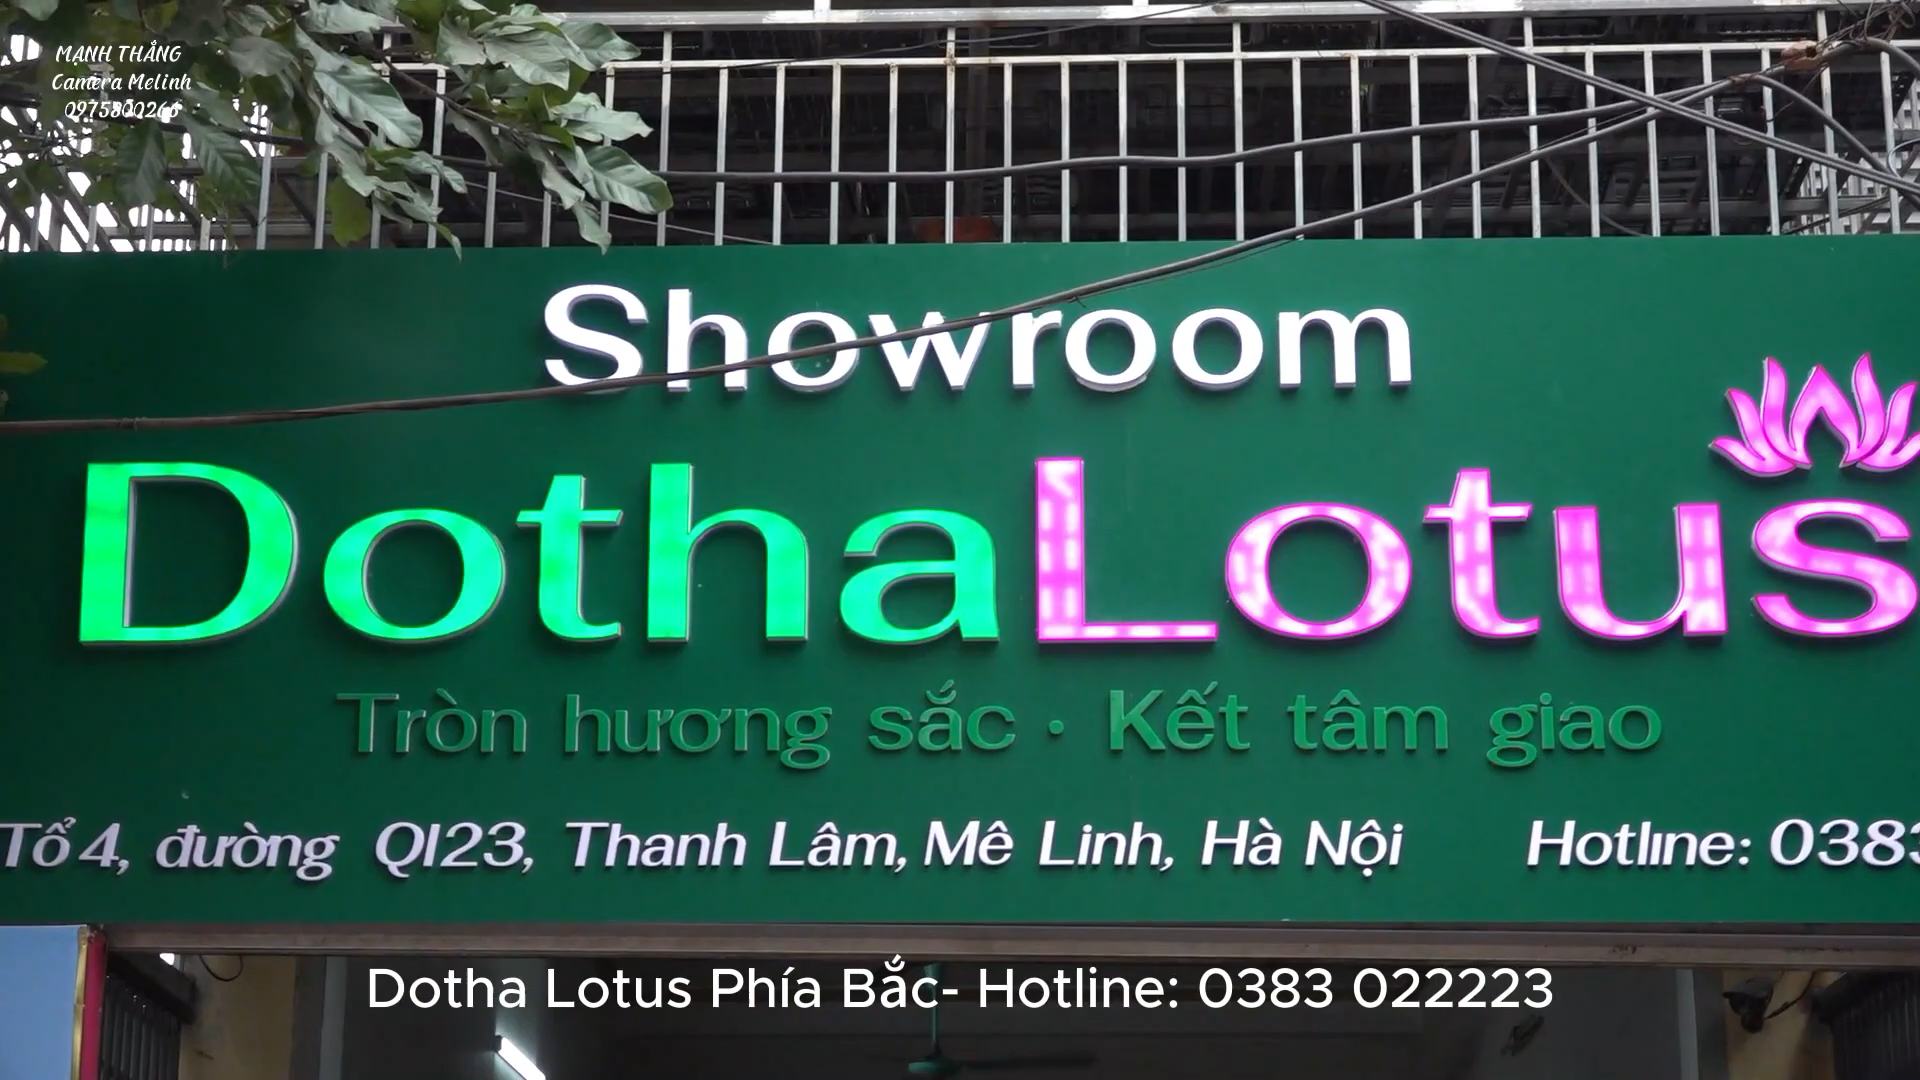 MẠNH THẮNG
Camera Melinh
Showroom
DothaLotus
Tròn hương sắc · Kết tâm giao
Tổ 4, đường QL23, Thanh Lâm, Mê Linh, Hà Nội Hotline: 0383
Dotha Lotus Phía Bắc- Hotline: 0383 022223